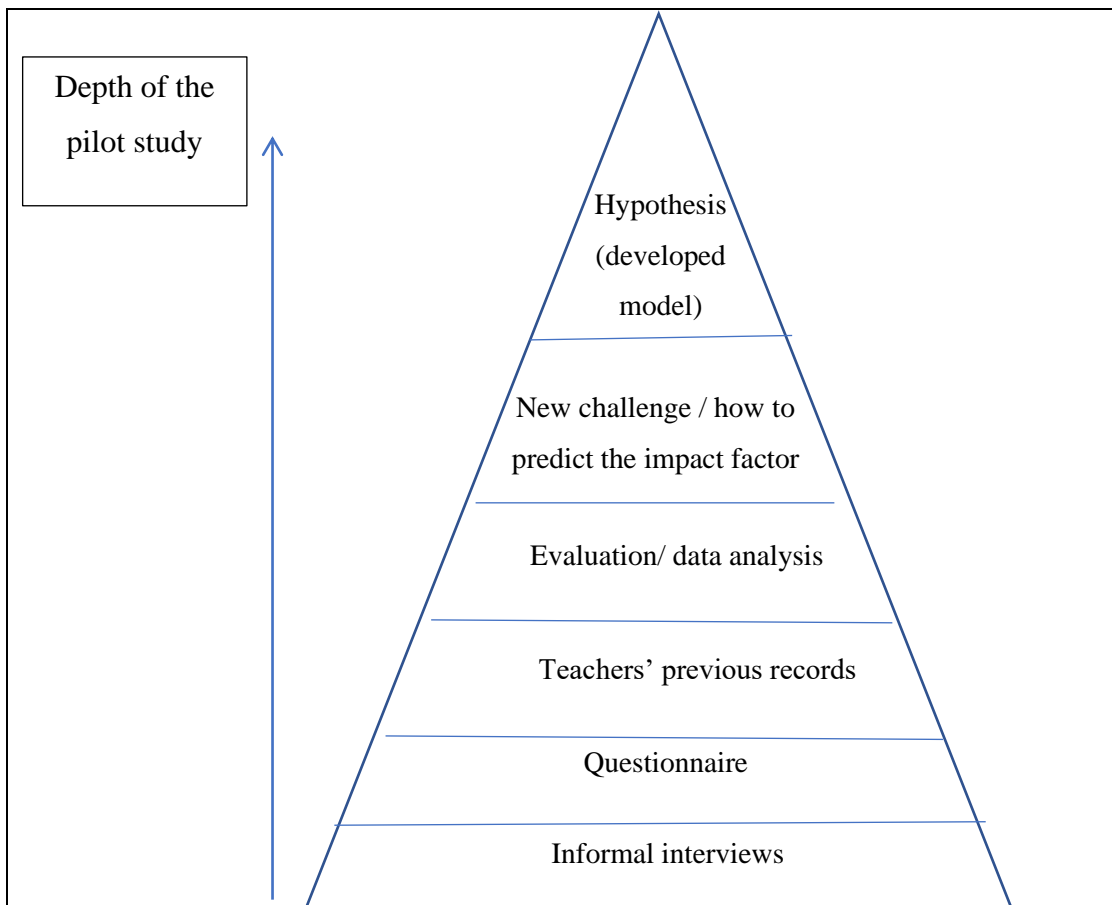 Depth of the
pilot study
Hypothesis
(developed
model)
New challenge / how to
predict the impact factor
Evaluation/ data analysis
Teachers’ previous records
Questionnaire
Informal interviews